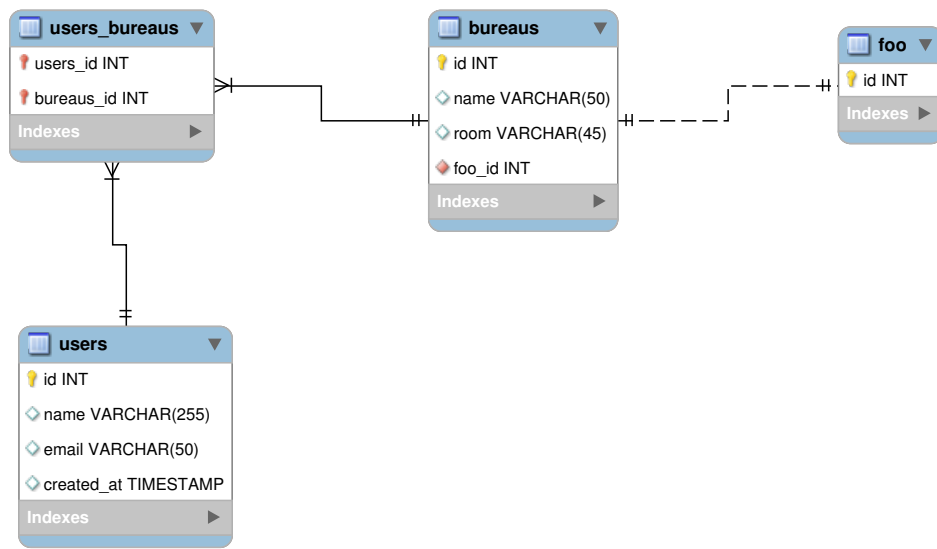 users_bureaus
users_id INT
bureaus_id INT
Indexes
bureaus
id INT
name VARCHAR(50)
room VARCHAR(45)
foo_id INT
Indexes
foo
id INT
Indexes
users
id INT
name VARCHAR(255)
email VARCHAR(50)
created_at TIMESTAMP
Indexes